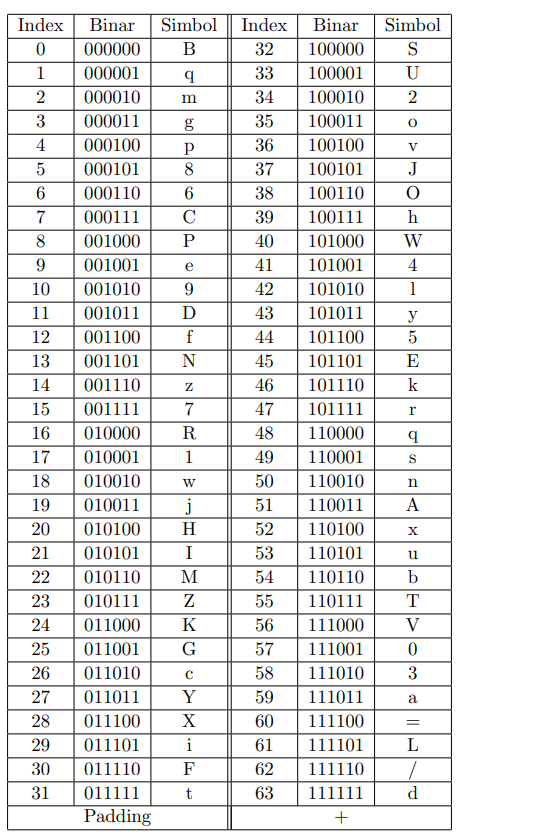 Index Binar Simbol Index Binar Simbol
0 000000 B 32 100000 S
1 000001 q 33 100001 U
2 000010 m 34 100010 2
3 000011 g 35 100011 o
4 000100 p 36 100100 v
5 000101 8 37 100101 J
6 000110 6 38 100110 O
7 000111 C 39 100111 h
8 001000 P 40 101000 W
9 001001 e 41 101001 4
10 001010 9 42 101010 l
11 001011 D 43 101011 y
12 001100 f 44 101100 5
13 001101 N 45 101101 E
14 001110 z 46 101110 k
15 001111 7 47 101111 r
16 010000 R 48 110000 q
17 010001 1 49 110001 s
18 010010 w 50 110010 n
19 010011 j 51 110011 A
20 010100 H 52 110100 x
21 010101 I 53 110101 u
22 010110 M 54 110110 b
23 010111 Z 55 110111 T
24 011000 K 56 111000 V
25 011001 G 57 111001 0
26 011010 c 58 111010 3
27 011011 Y 59 111011 a
28 011100 X 60 111100 =
29 011101 i 61 111101 L
30 011110 F 62 111110 /
31 011111 t 63 111111 d
Padding +